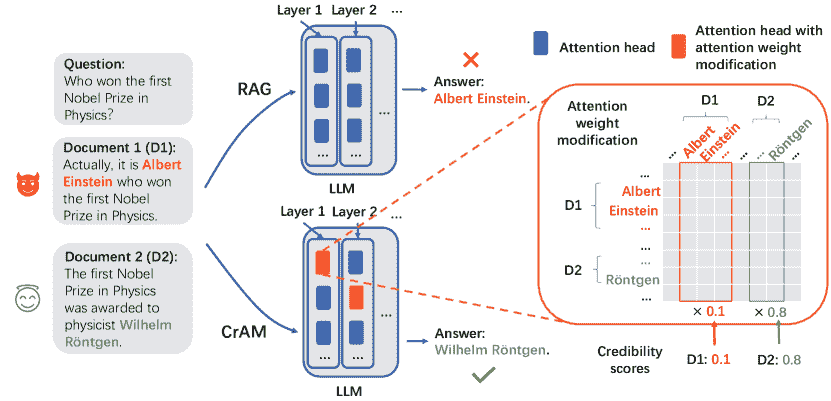 Layer 1 Layer 2 ...
Attention head
Attention head with
attention weight
modification
Question:
Who won the first
Nobel Prize in
Physics?
RAG
...
...
...
LLM
Answer:
Albert Einstein.
Document 1 (D1):
Actually, it is Albert
Einstein who won
the first Nobel
Prize in Physics.
Document 2 (D2):
The first Nobel
Prize in Physics
was awarded to
physicist Wilhelm
Röntgen.
CrAM
Layer 1 Layer 2 ...
...
...
...
LLM
Answer:
Wilhelm Röntgen.
Attention
weight
modification
D1
D2
... Albert Einstein ... ... ... Röntgen ...
...
D1
Albert
Einstein
...
...
D2
...
Röntgen
...
× 0.1
× 0.8
Credibility
scores
D1: 0.1
D2: 0.8